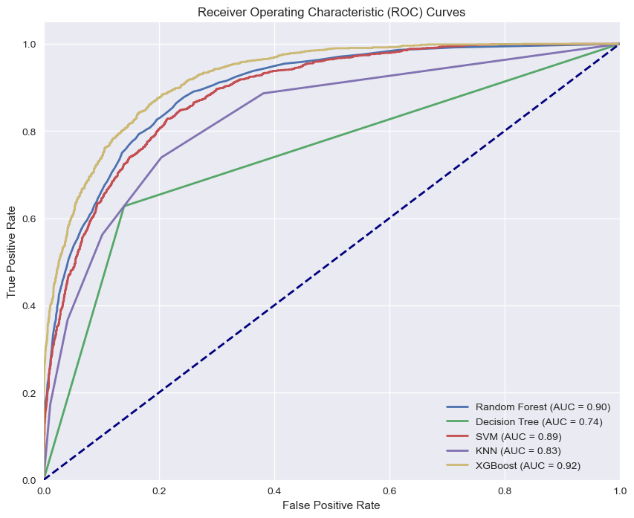 Receiver Operating Characteristic (ROC) Curves
1.0
0.8
0.6
0.4
0.2
0.0
True Positive Rate
Random Forest (AUC = 0.90)
Decision Tree (AUC = 0.74)
SVM (AUC = 0.89)
KNN (AUC = 0.83)
XGBoost (AUC = 0.92)
0.0 0.2 0.4 0.6 0.8 1.0
False Positive Rate